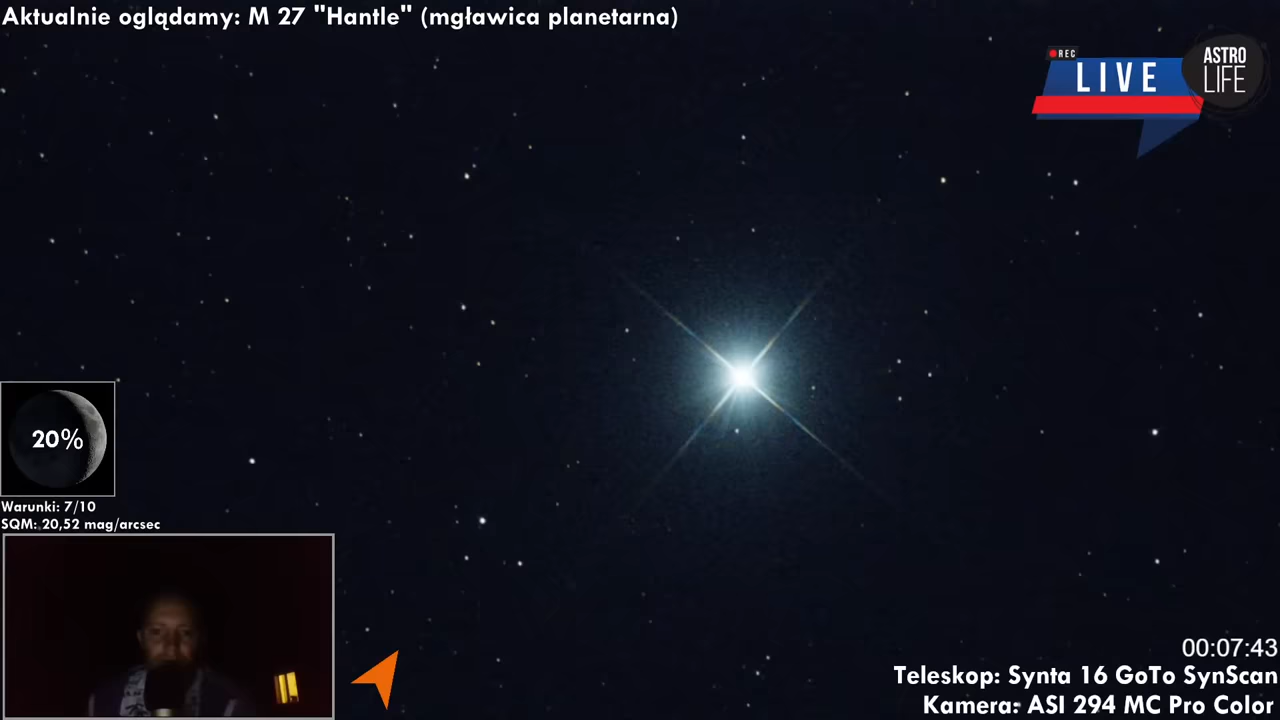 Aktualnie oglądamy: M 27 "Hantle" (mgławica planetarna)
REC
LIVE
ASTRO
LIFE
20%
Warunki: 7/10
SQM: 20,52 mag/arcsec
00:07:43
Teleskop: Synta 16 GoTo SynScan
Kamera: ASI 294 MC Pro Color